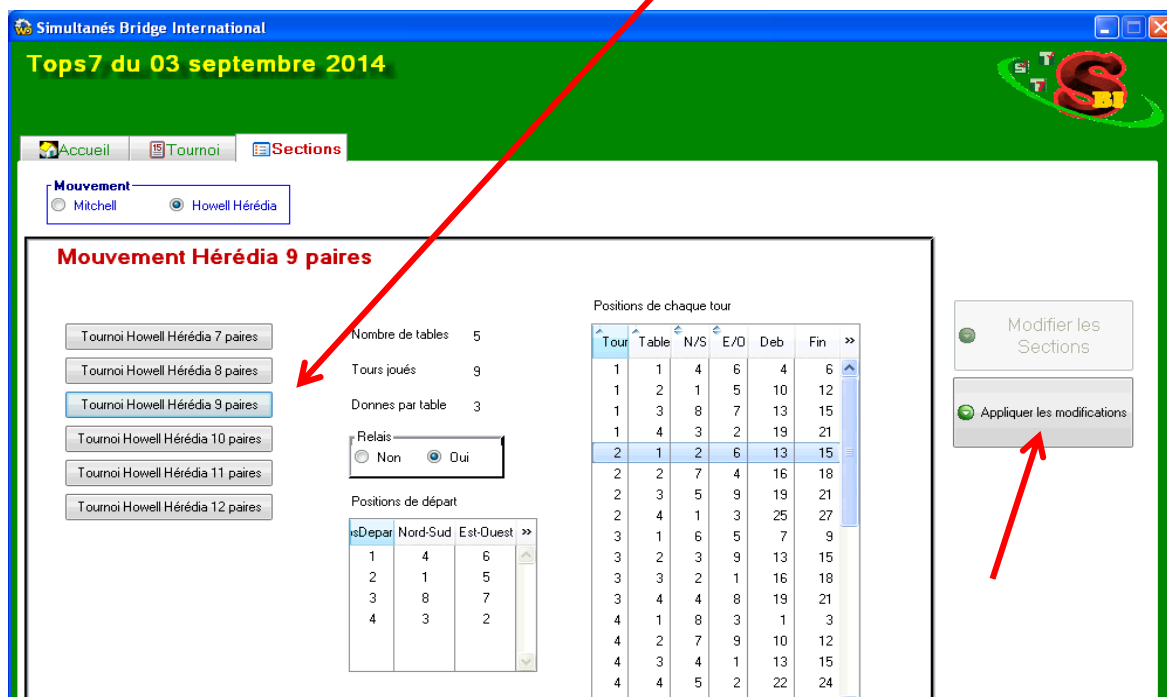 Simultanés Bridge International
Tops7 du 03 septembre 2014
S T T SBI
Accueil Tournoi Sections
Mouvement
Mitchell Howell Hérédia
Mouvement Hérédia 9 paires
Tournoi Howell Hérédia 7 paires
Tournoi Howell Hérédia 8 paires
Tournoi Howell Hérédia 9 paires
Tournoi Howell Hérédia 10 paires
Tournoi Howell Hérédia 11 paires
Tournoi Howell Hérédia 12 paires
Nombre de tables 5
Tours joués 9
Donnes par table 3
Relais
Non Oui
Positions de départ
sDepar Nord-Sud Est-Ouest »
1 4 6
2 1 5
3 8 7
4 3 2
Positions de chaque tour
Tour Table N/S E/O Deb Fin »
1 1 4 6 4 6
1 2 1 5 10 12
1 3 8 7 13 15
1 4 3 2 19 21
2 1 2 6 13 15
2 2 7 4 16 18
2 3 5 9 19 21
2 4 1 3 25 27
3 1 6 5 7 9
3 2 3 9 13 15
3 3 2 1 16 18
3 4 4 8 19 21
4 1 8 3 1 3
4 2 7 9 10 12
4 3 4 1 13 15
4 4 5 2 22 24
Modifier les
Sections
Appliquer les modifications